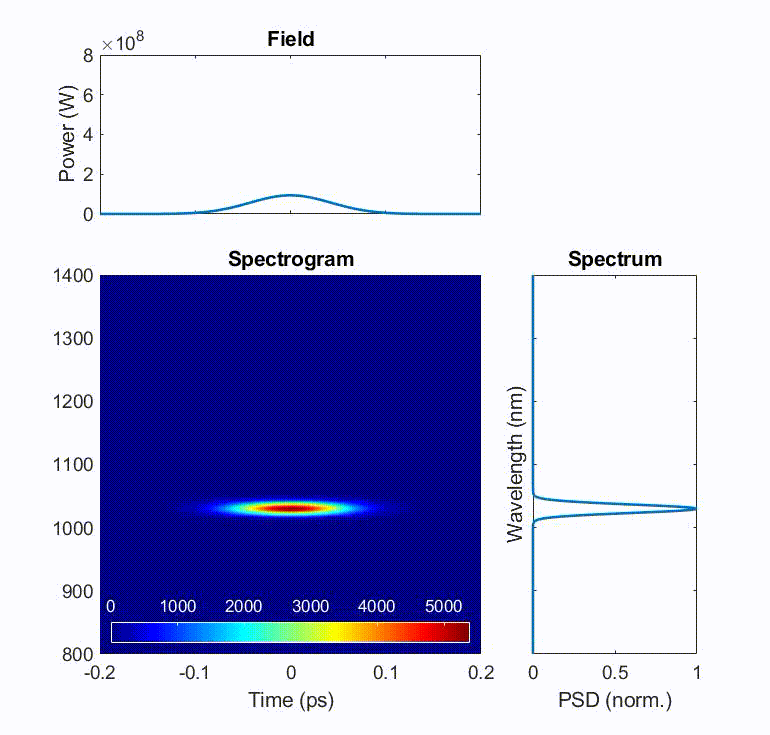 ×10⁸
Field
8
6
4
2
0
Power (W)
Spectrogram
Spectrum
1400
1300
1200
1100
1000
900
800
Wavelength (nm)
0 1000 2000 3000 4000 5000
-0.2 -0.1 0 0.1 0.2
0 0.5 1
Time (ps)
PSD (norm.)